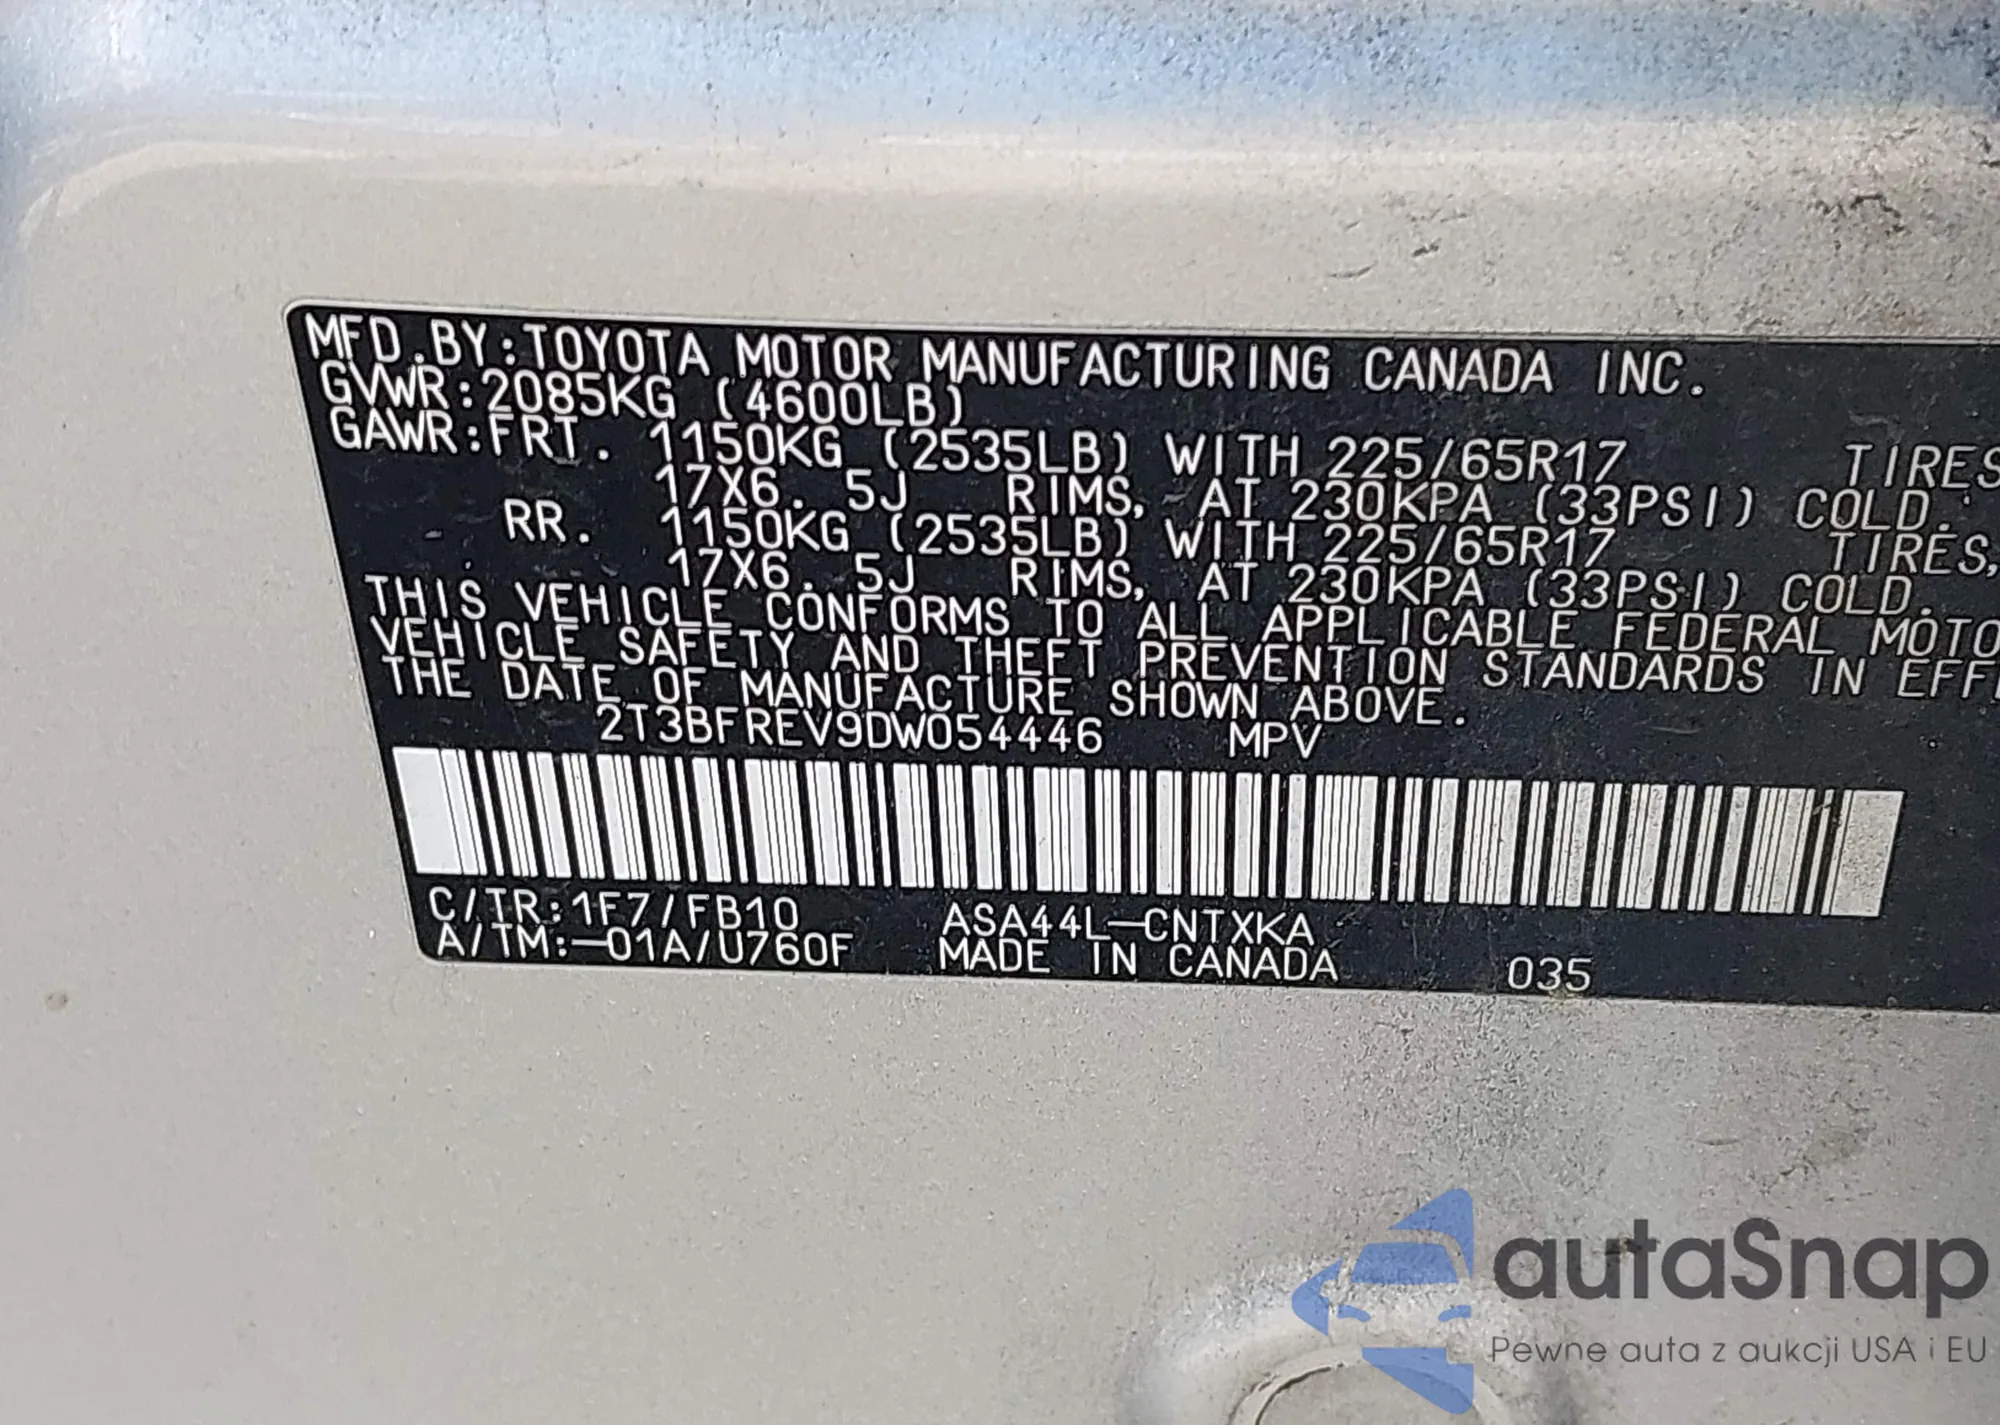 MFD.BY:TOYOTA MOTOR MANUFACTURING CANADA INC.
GVWR:2085KG (4600LB)
GAWR:FRT. 1150KG (2535LB) WITH 225/65R17 TIRES
17X6.5J RIMS, AT 230KPA (33PSI) COLD.
RR. 1150KG (2535LB) WITH 225/65R17 TIRES,
17X6.5J RIMS, AT 230KPA (33PSI) COLD.
THIS VEHICLE CONFORMS TO ALL APPLICABLE FEDERAL MOTO
VEHICLE SAFETY AND THEFT PREVENTION STANDARDS IN EFF
THE DATE OF MANUFACTURE SHOWN ABOVE.
2T3BFREV9DW054446 MPV
C/TR:1F7/FB10 ASA44L-CNTXKA
A/TM:-01A/U760F MADE IN CANADA 035
autaSnap
Pewne auta z aukcji USA i EU